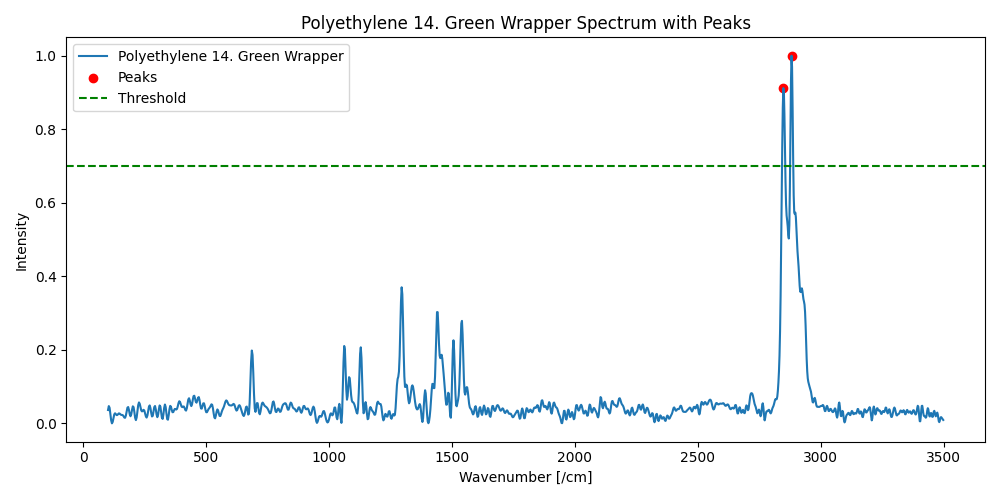 Polyethylene 14. Green Wrapper Spectrum with Peaks
Polyethylene 14. Green Wrapper
Peaks
Threshold
Intensity
1.0
0.8
0.6
0.4
0.2
0.0
0 500 1000 1500 2000 2500 3000 3500
Wavenumber [/cm]